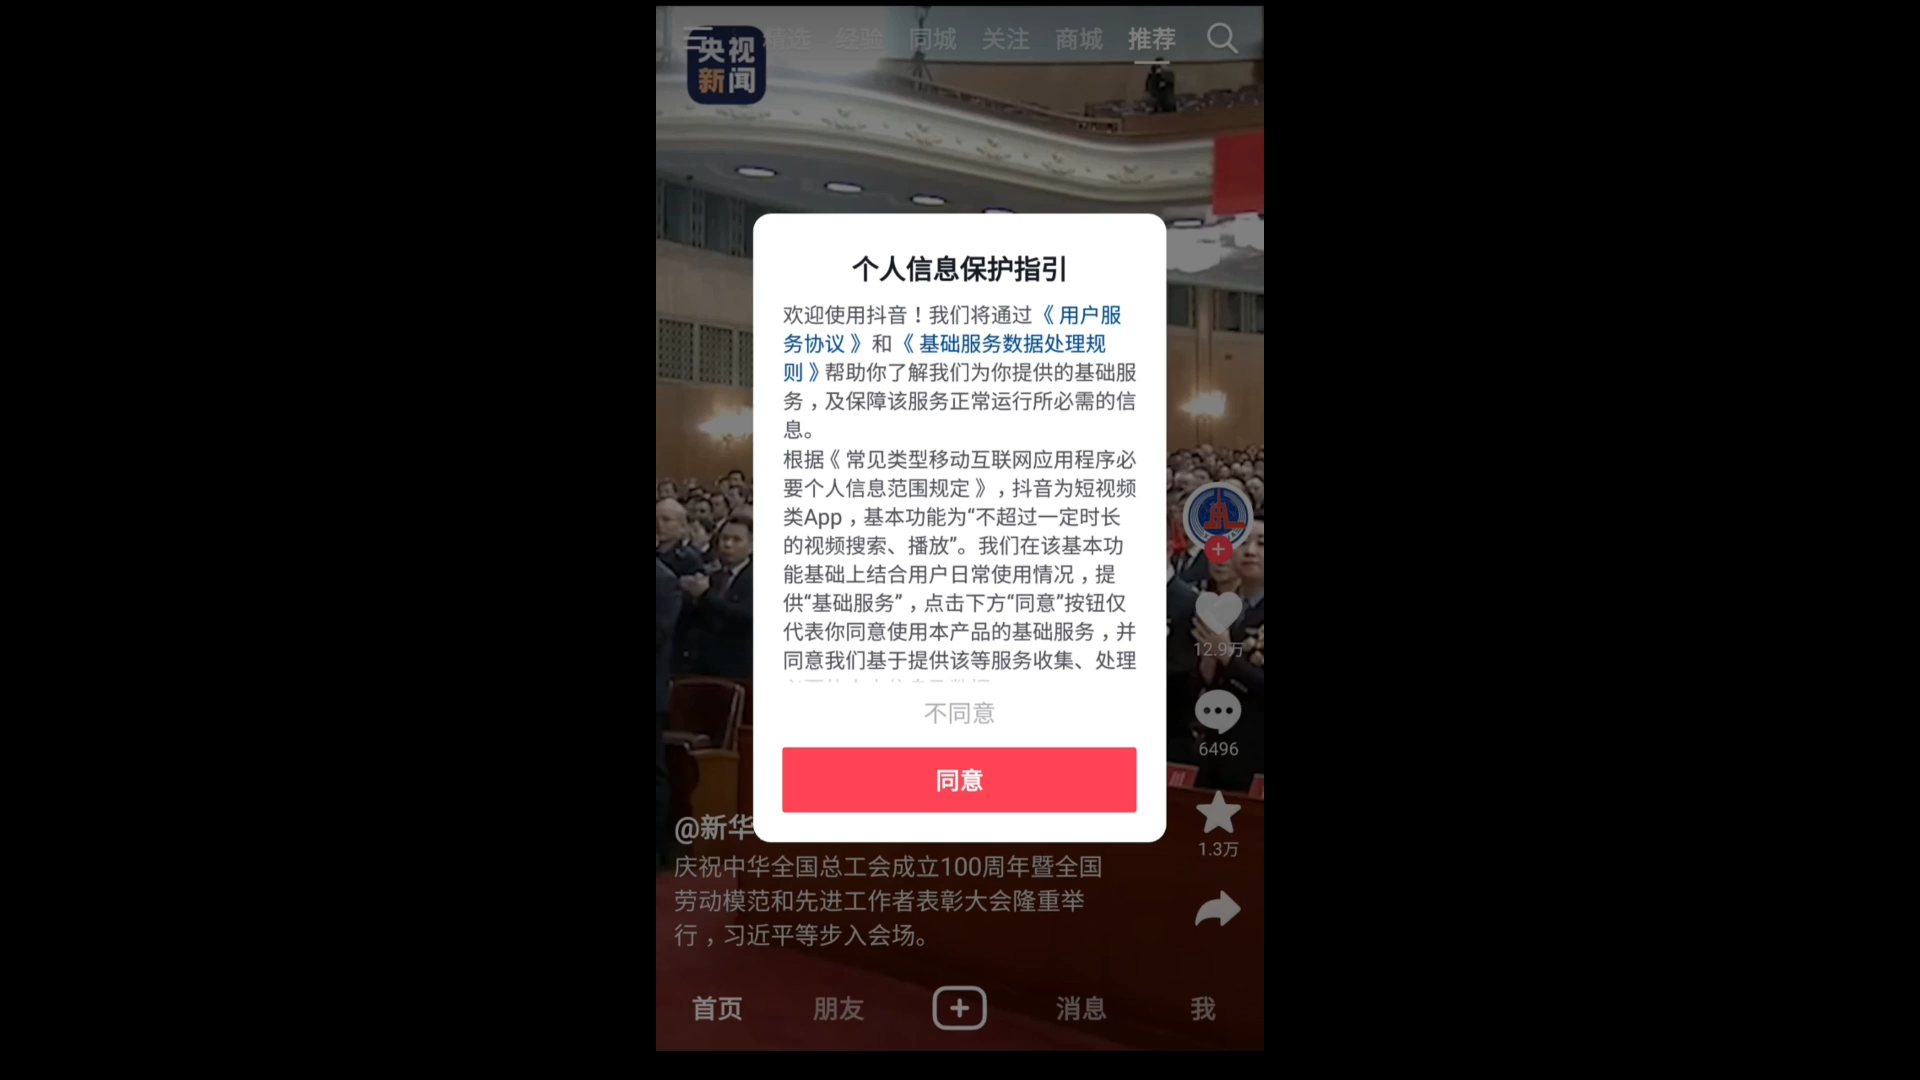 央视
新闻
精选 经验 同城 关注 商城 推荐
个人信息保护指引
欢迎使用抖音！我们将通过《用户服
务协议》和《基础服务数据处理规
则》帮助你了解我们为你提供的基础服
务，及保障该服务正常运行所必需的信
息。
根据《常见类型移动互联网应用程序必
要个人信息范围规定》，抖音为短视频
类App，基本功能为“不超过一定时长
的视频搜索、播放”。我们在该基本功
能基础上结合用户日常使用情况，提
供“基础服务”，点击下方“同意”按钮仅
代表你同意使用本产品的基础服务，并
同意我们基于提供该等服务收集、处理
不同意
同意
12.9万
6496
1.3万
@新华
庆祝中华全国总工会成立100周年暨全国
劳动模范和先进工作者表彰大会隆重举
行，习近平等步入会场。
首页 朋友 消息 我